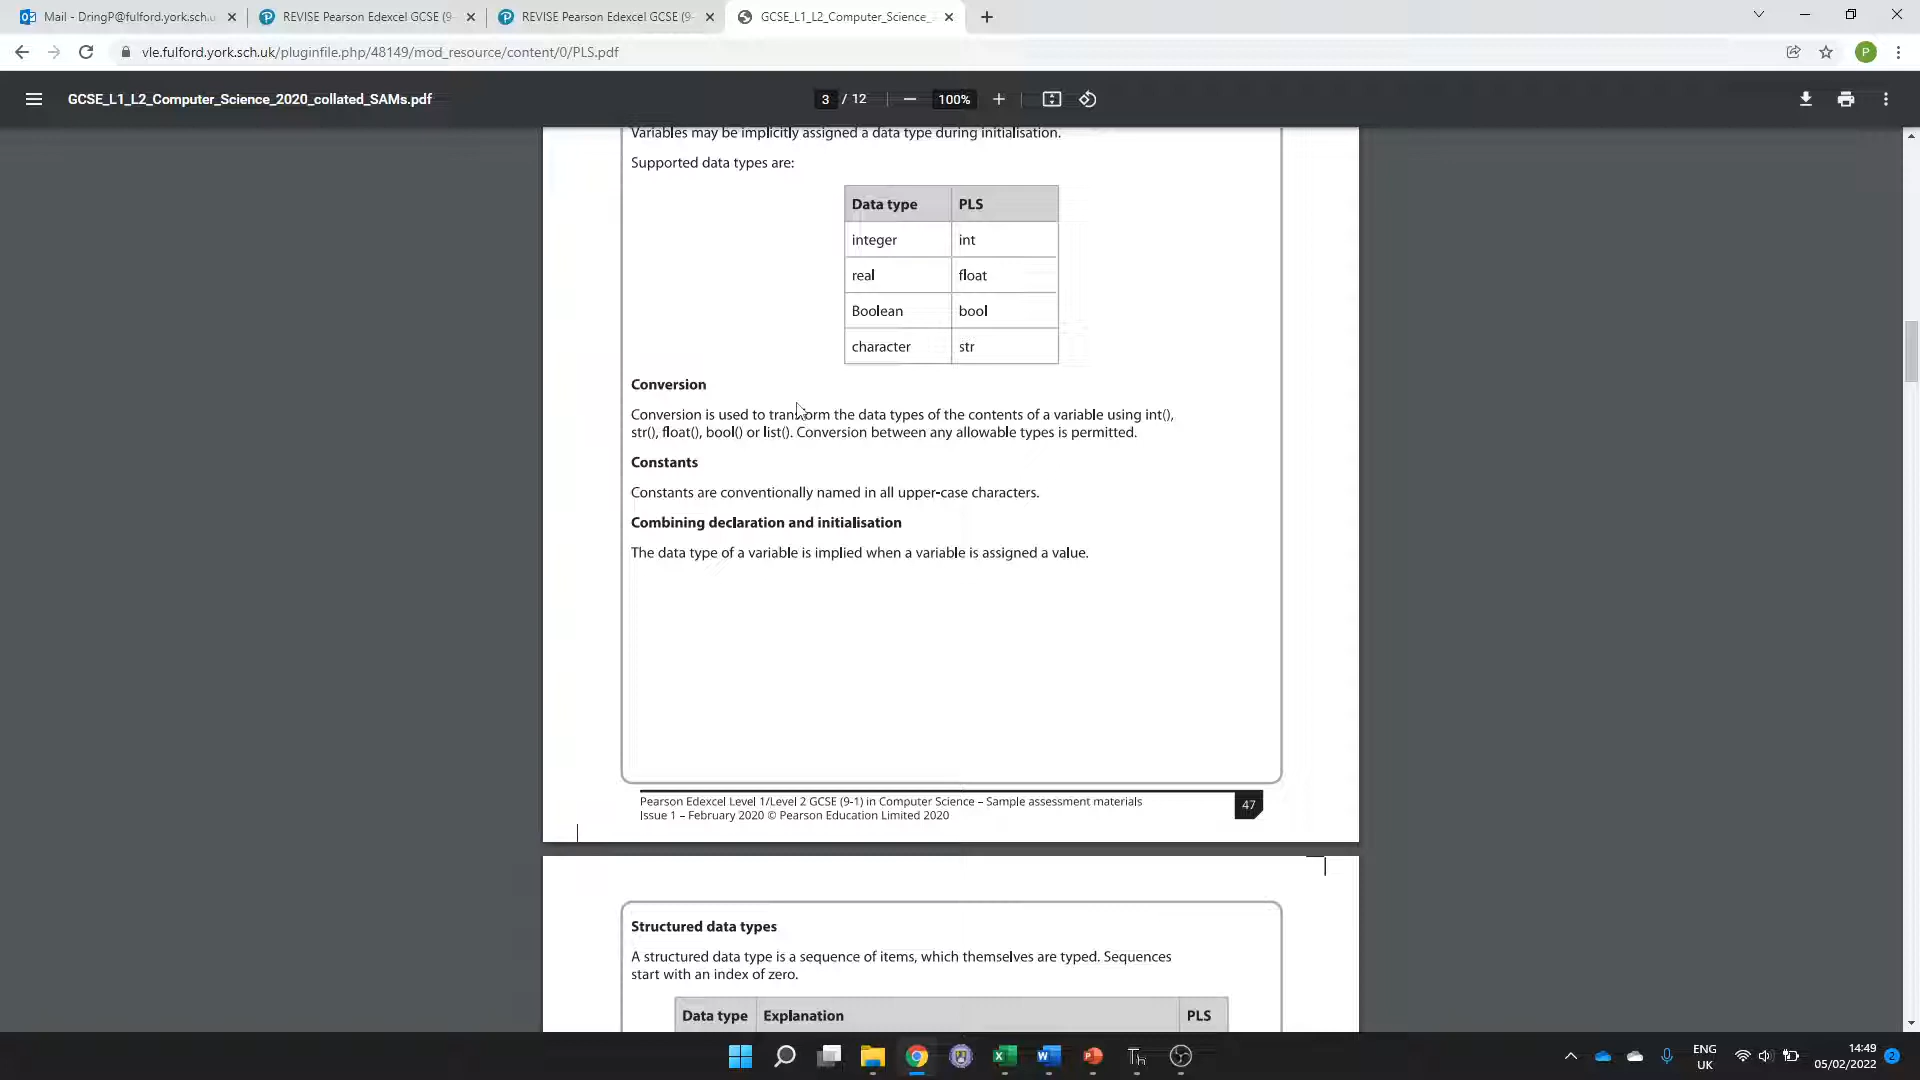 Mail - DringP@fulford.york.sch.u
REVISE Pearson Edexcel GCSE (9
REVISE Pearson Edexcel GCSE (9-
GCSE_L1_L2_Computer_Science_
vle.fulford.york.sch.uk/pluginfile.php/48149/mod_resource/content/0/PLS.pdf
P
GCSE_L1_L2_Computer_Science_2020_collated_SAMs.pdf
3 / 12
100%
Variables may be implicitly assigned a data type during initialisation.
Supported data types are:
Data type PLS
integer int
real float
Boolean bool
character str
Conversion
Conversion is used to transform the data types of the contents of a variable using int(),
str(), float(), bool() or list(). Conversion between any allowable types is permitted.
Constants
Constants are conventionally named in all upper-case characters.
Combining declaration and initialisation
The data type of a variable is implied when a variable is assigned a value.
Pearson Edexcel Level 1/Level 2 GCSE (9-1) in Computer Science – Sample assessment materials
Issue 1 – February 2020 © Pearson Education Limited 2020
47
Structured data types
A structured data type is a sequence of items, which themselves are typed. Sequences
start with an index of zero.
Data type Explanation PLS
ENG
UK
14:49
05/02/2022
2